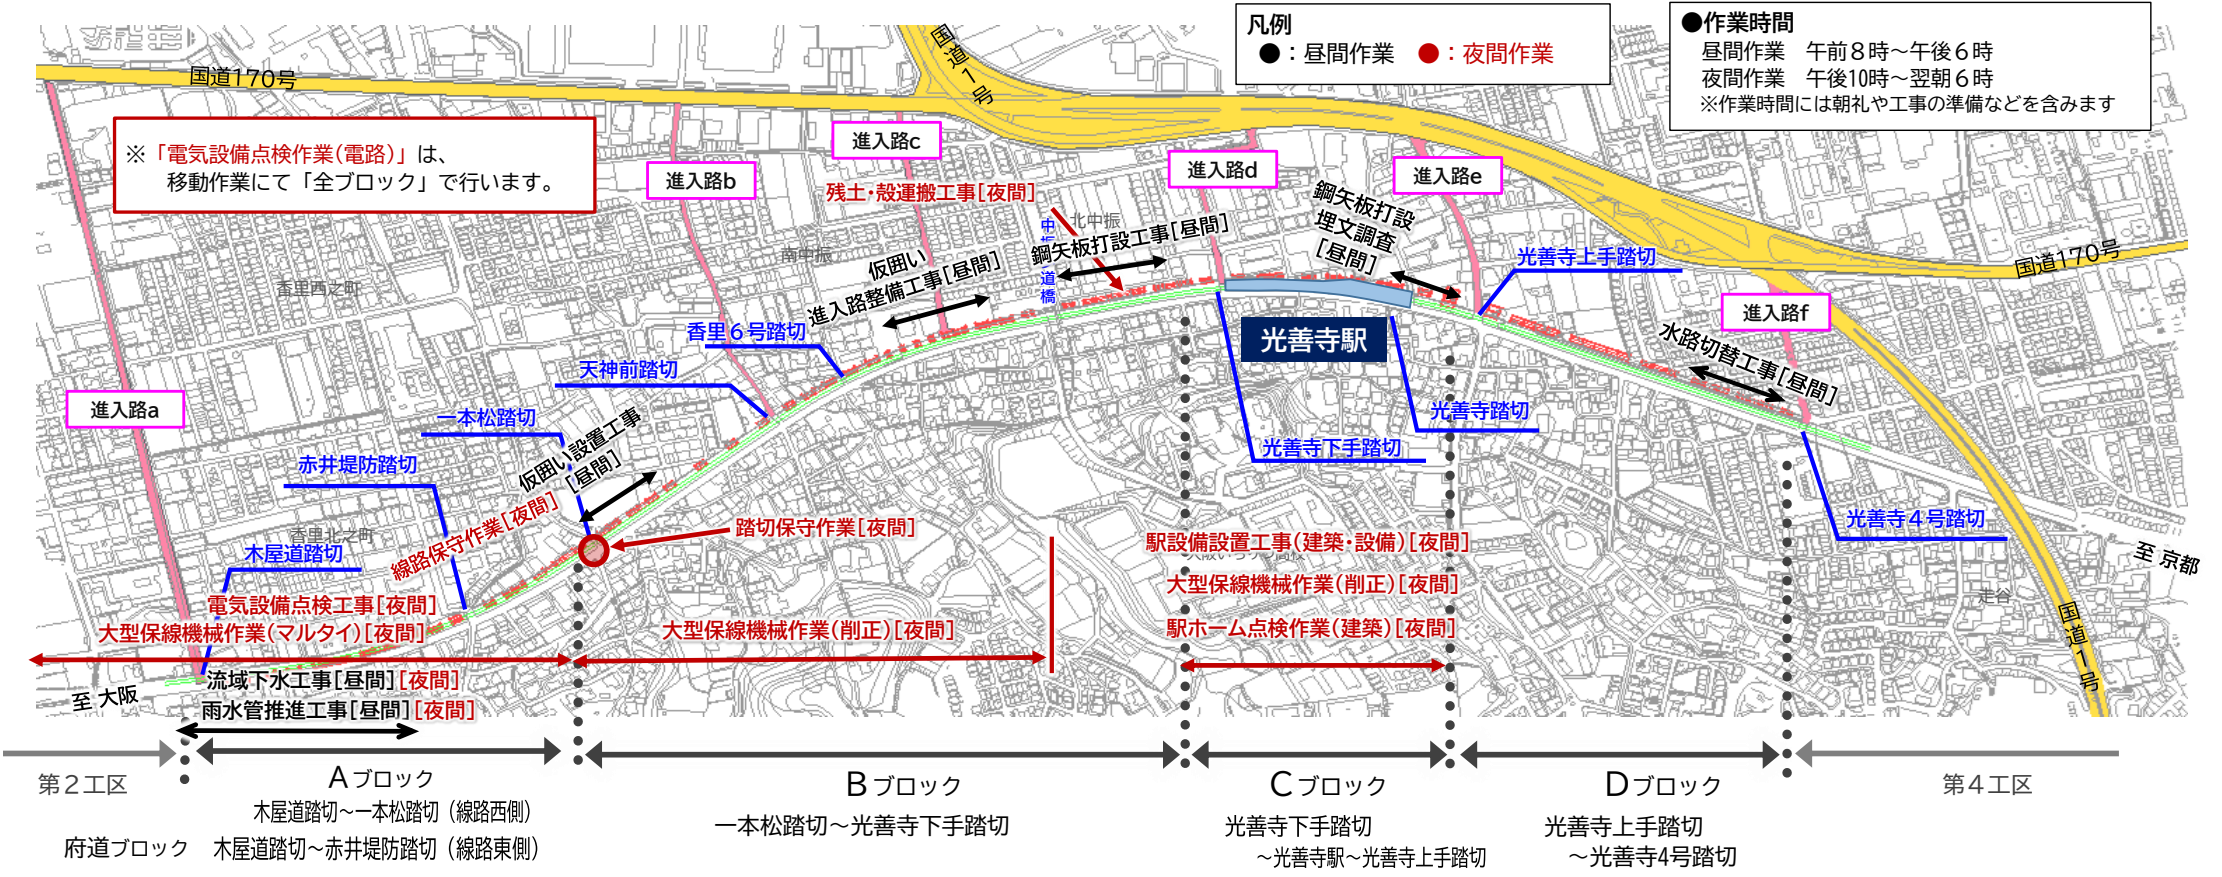 凡例
●：昼間作業　●：夜間作業
●作業時間
昼間作業　午前８時～午後６時
夜間作業　午後10時～翌朝６時
※作業時間には朝礼や工事の準備などを含みます
国道170号
国道１号
※「電気設備点検作業(電路)」は、
移動作業にて「全ブロック」で行います。
進入路a
進入路b
進入路c
進入路d
進入路e
進入路f
残土・殻運搬工事[夜間]
北中振
南中振
香里西之町
香里北之町
道橋
鋼矢板打設工事[昼間]
仮囲い
進入路整備工事[昼間]
鋼矢板打設
埋文調査
[昼間]
光善寺上手踏切
国道170号
水路切替工事[昼間]
香里６号踏切
天神前踏切
一本松踏切
赤井堤防踏切
木屋道踏切
仮囲い設置工事
[昼間]
線路保守作業[夜間]
踏切保守作業[夜間]
光善寺駅
光善寺踏切
光善寺下手踏切
光善寺４号踏切
至 京都
走谷
国道１号
駅設備設置工事(建築・設備)[夜間]
大型保線機械作業(削正)[夜間]
駅ホーム点検作業(建築)[夜間]
電気設備点検工事[夜間]
大型保線機械作業(マルタイ)[夜間]
大型保線機械作業(削正)[夜間]
流域下水工事[昼間][夜間]
雨水管推進工事[昼間][夜間]
至 大阪
第２工区
Aブロック
木屋道踏切～一本松踏切（線路西側）
府道ブロック　木屋道踏切～赤井堤防踏切（線路東側）
Bブロック
一本松踏切～光善寺下手踏切
Cブロック
光善寺下手踏切
～光善寺駅～光善寺上手踏切
Dブロック
光善寺上手踏切
～光善寺4号踏切
第４工区